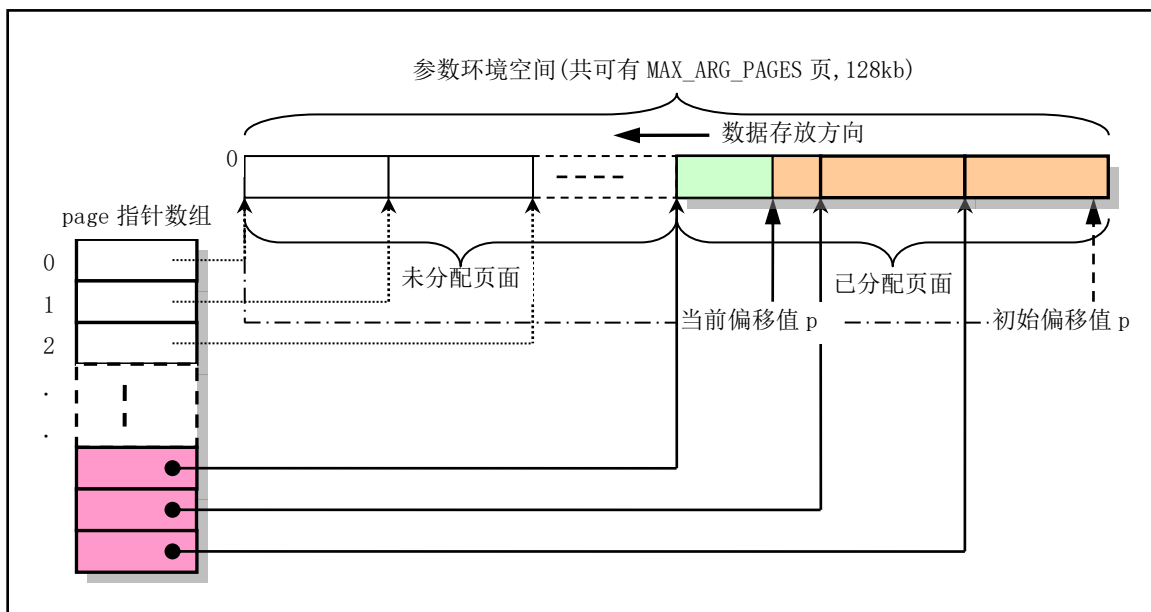 参数环境空间(共可有 MAX_ARG_PAGES 页,128kb)
数据存放方向
0
page 指针数组
0
未分配页面
已分配页面
1
当前偏移值 p
初始偏移值 p
2
.
.